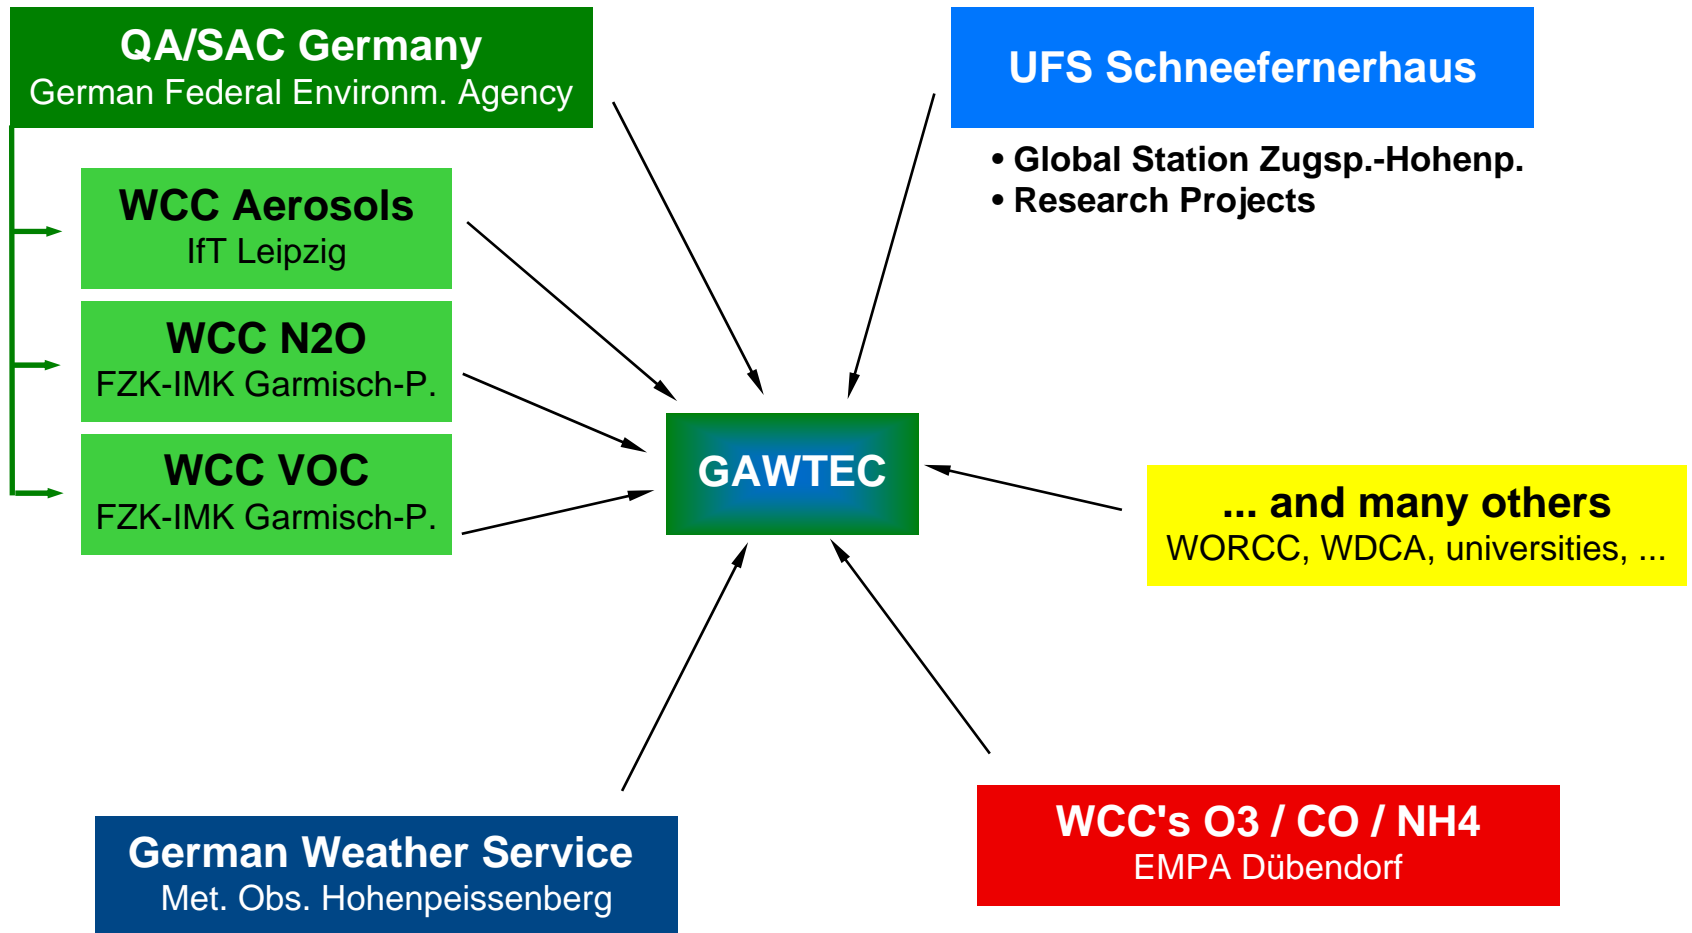 QA/SAC Germany
German Federal Environm. Agency
UFS Schneefernerhaus
• Global Station Zugsp.-Hohenp.
• Research Projects
WCC Aerosols
IfT Leipzig
WCC N2O
FZK-IMK Garmisch-P.
WCC VOC
FZK-IMK Garmisch-P.
GAWTEC
... and many others
WORCC, WDCA, universities, ...
German Weather Service
Met. Obs. Hohenpeissenberg
WCC's O3 / CO / NH4
EMPA Dübendorf